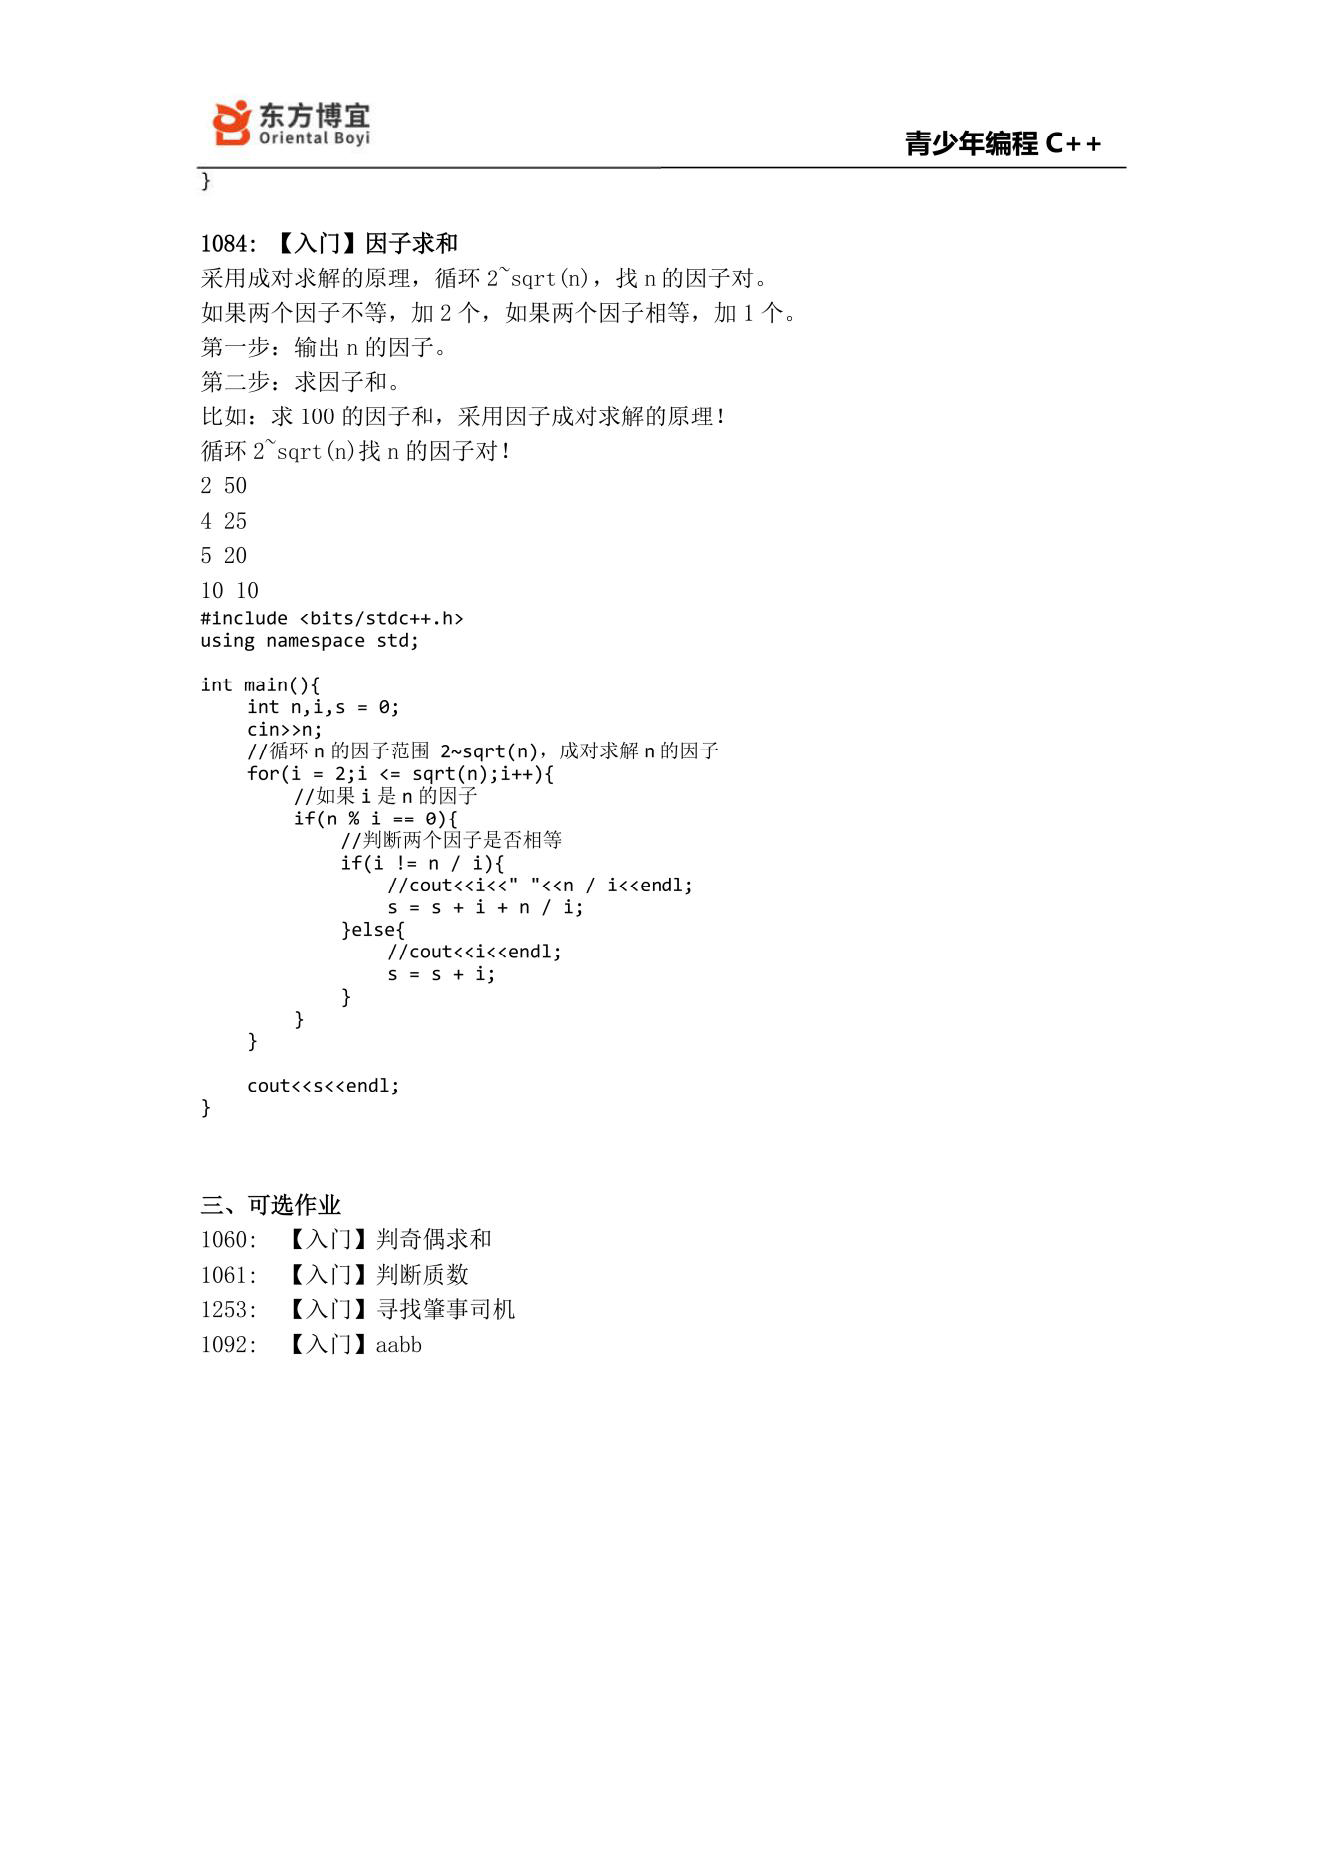 东方博宜
Oriental Boyi
青少年编程 C++
}
1084: 【入门】因子求和
采用成对求解的原理，循环 2~sqrt(n)，找 n 的因子对。
如果两个因子不等，加 2 个，如果两个因子相等，加 1 个。
第一步：输出 n 的因子。
第二步：求因子和。
比如：求 100 的因子和，采用因子成对求解的原理！
循环 2~sqrt(n)找 n 的因子对！
2 50
4 25
5 20
10 10
#include <bits/stdc++.h>
using namespace std;
int main(){
    int n,i,s = 0;
    cin>>n;
    //循环 n 的因子范围 2~sqrt(n)，成对求解 n 的因子
    for(i = 2;i <= sqrt(n);i++){
        //如果 i 是 n 的因子
        if(n % i == 0){
            //判断两个因子是否相等
            if(i != n / i){
                //cout<<i<<" "<<n / i<<endl;
                s = s + i + n / i;
            }else{
                //cout<<i<<endl;
                s = s + i;
            }
        }
    }
    cout<<s<<endl;
}
三、可选作业
1060: 【入门】判奇偶求和
1061: 【入门】判断质数
1253: 【入门】寻找肇事司机
1092: 【入门】aabb